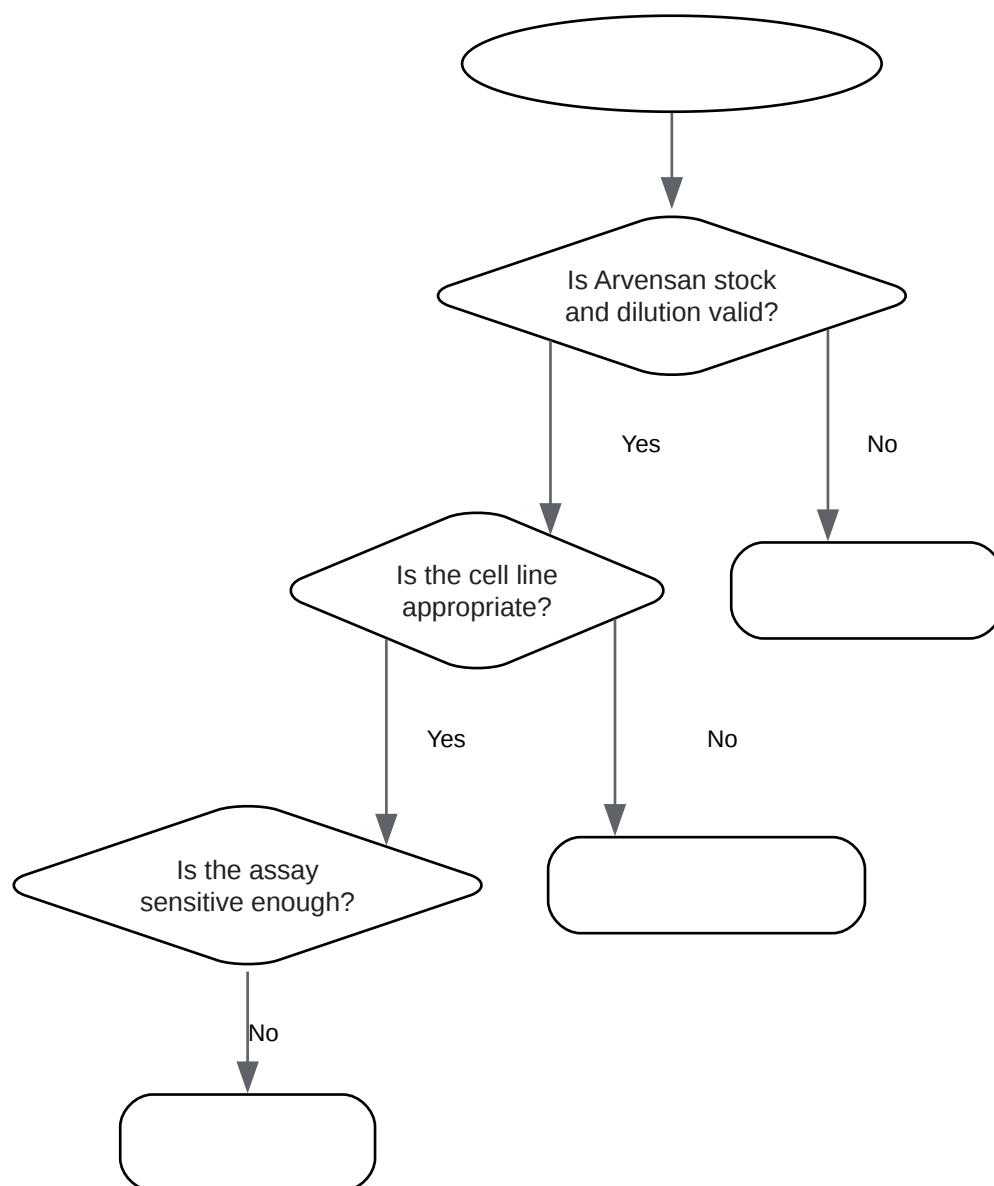 Is Arvensan stock
and dilution valid?
Yes
No
Is the cell line
appropriate?
Yes
No
Is the assay
sensitive enough?
No